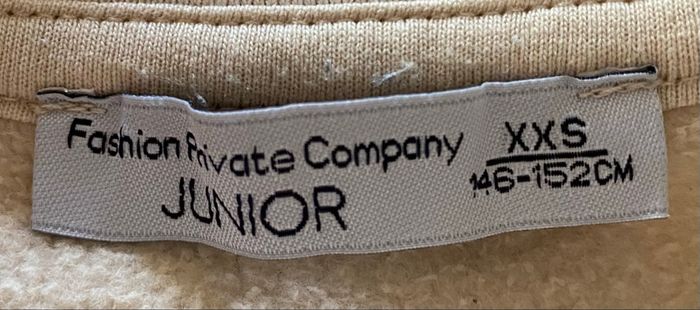 Fashion Private Company
JUNIOR
XXS
146-152CM